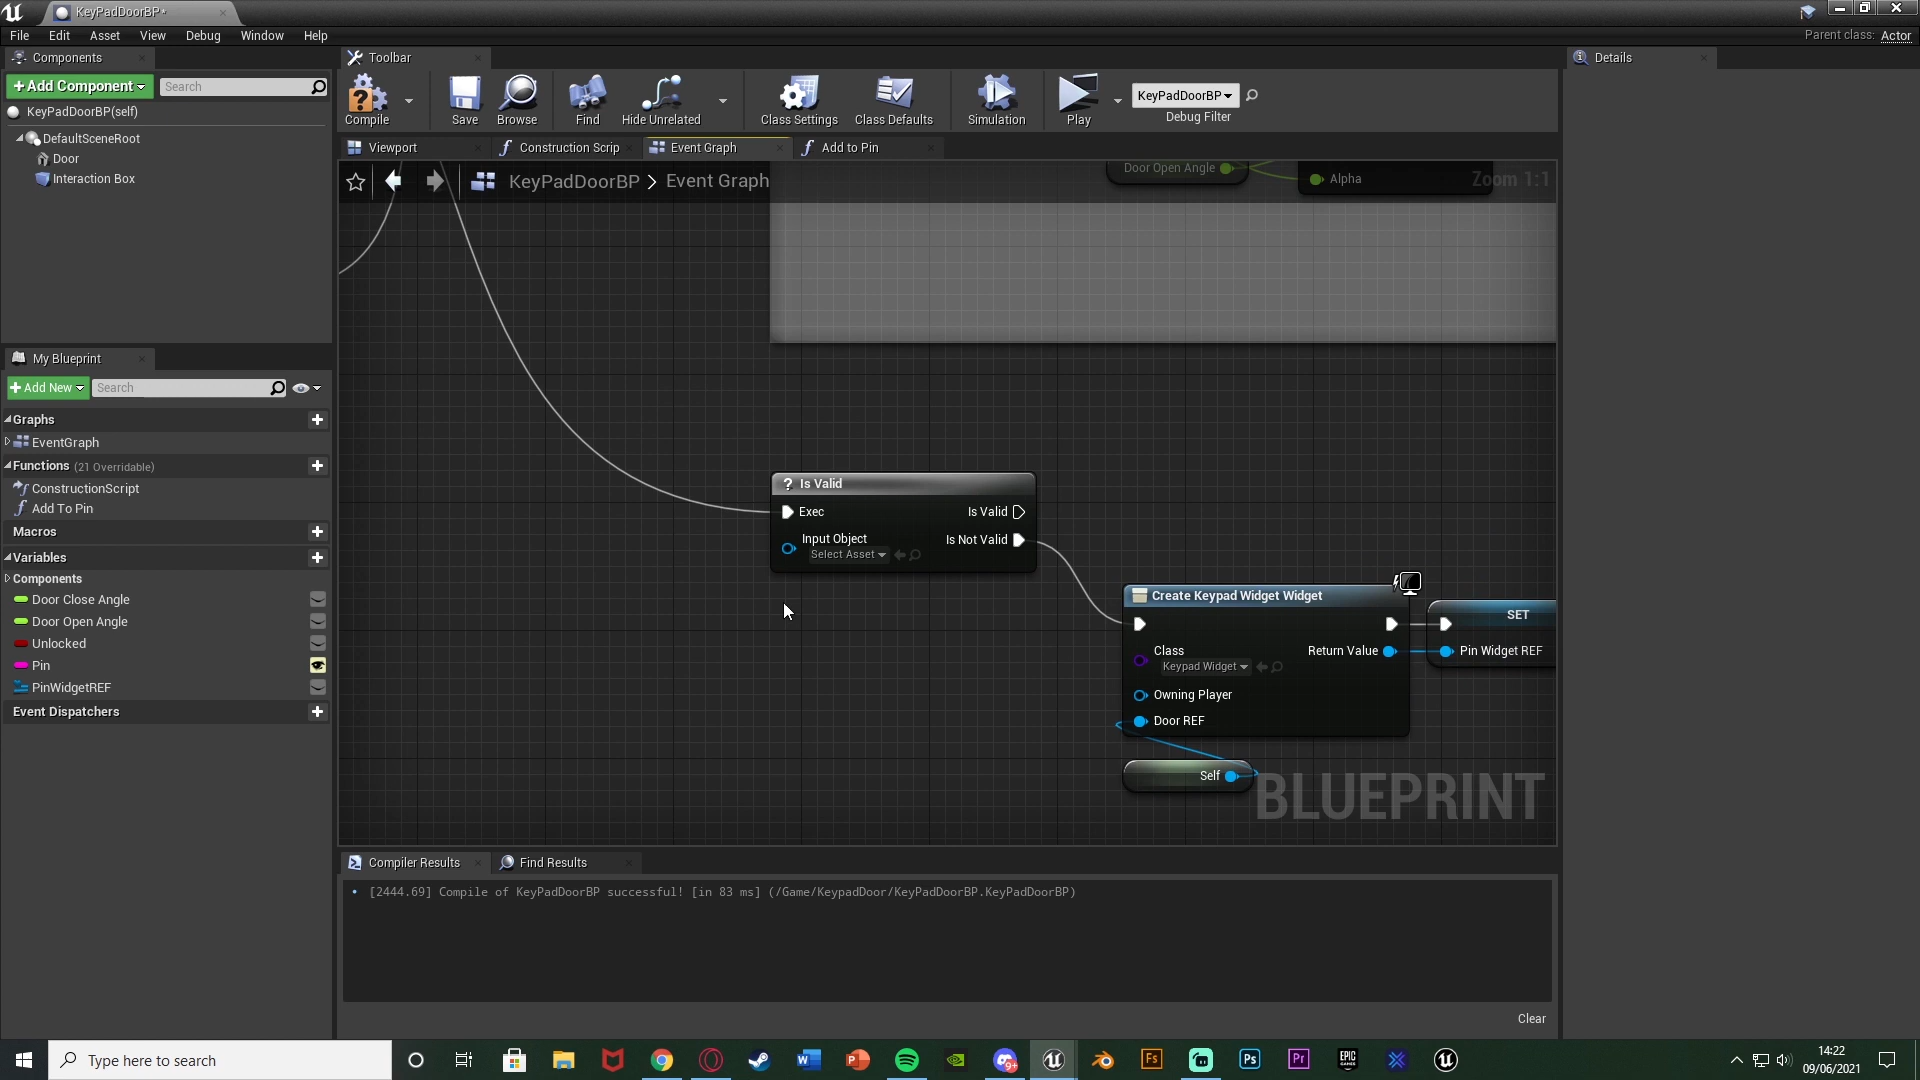 KeyPadDoorBP*
File Edit Asset View Debug Window Help
Parent class: Actor
Components
Toolbar
Details
+Add Component
Search
KeyPadDoorBP(self)
DefaultSceneRoot
Door
Interaction Box
Compile
Save
Browse
Find
Hide Unrelated
Class Settings
Class Defaults
Simulation
Play
KeyPadDoorBP
Debug Filter
Viewport
Construction Scrip
Event Graph
Add to Pin
KeyPadDoorBP > Event Graph
Zoom 1:1
Door Open Angle
Alpha
My Blueprint
+Add New
Search
Graphs
EventGraph
Functions (21 Overridable)
ConstructionScript
Add To Pin
Macros
Variables
Components
Door Close Angle
Door Open Angle
Unlocked
Pin
PinWidgetREF
Event Dispatchers
? Is Valid
Exec
Is Valid
Input Object
Select Asset
Is Not Valid
Create Keypad Widget Widget
Class
Keypad Widget
Return Value
Owning Player
Door REF
SET
Pin Widget REF
Self
BLUEPRINT
Compiler Results
Find Results
[2444.69] Compile of KeyPadDoorBP successful! [in 83 ms] (/Game/KeypadDoor/KeyPadDoorBP.KeyPadDoorBP)
Clear
Type here to search
14:22
09/06/2021